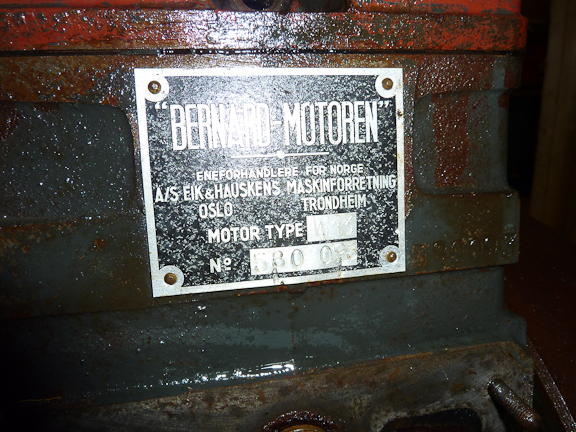 "BERNARD-MOTOREN"
ENEFORHANDLERE FOR NORGE
A/S EIK & HAUSKENS MASKINFORRETNING
OSLO TRONDHEIM
MOTOR TYPE
No